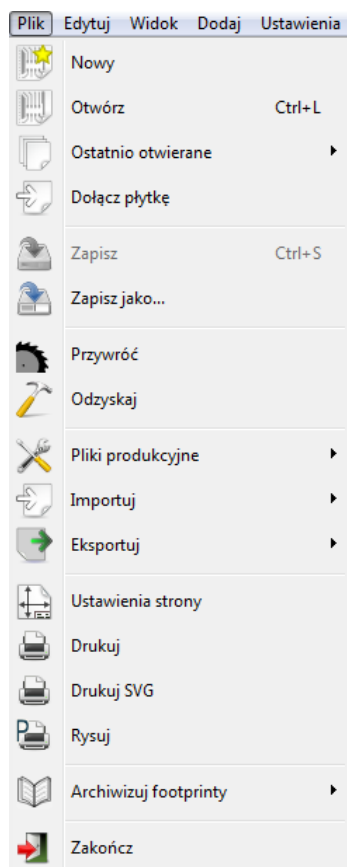 Plik Edytuj Widok Dodaj Ustawienia
Nowy
Otwórz Ctrl+L
Ostatnio otwierane
Dołącz płytkę
Zapisz Ctrl+S
Zapisz jako...
Przywróć
Odzyskaj
Pliki produkcyjne
Importuj
Eksportuj
Ustawienia strony
Drukuj
Drukuj SVG
P Rysuj
Archiwizuj footprinty
Zakończ